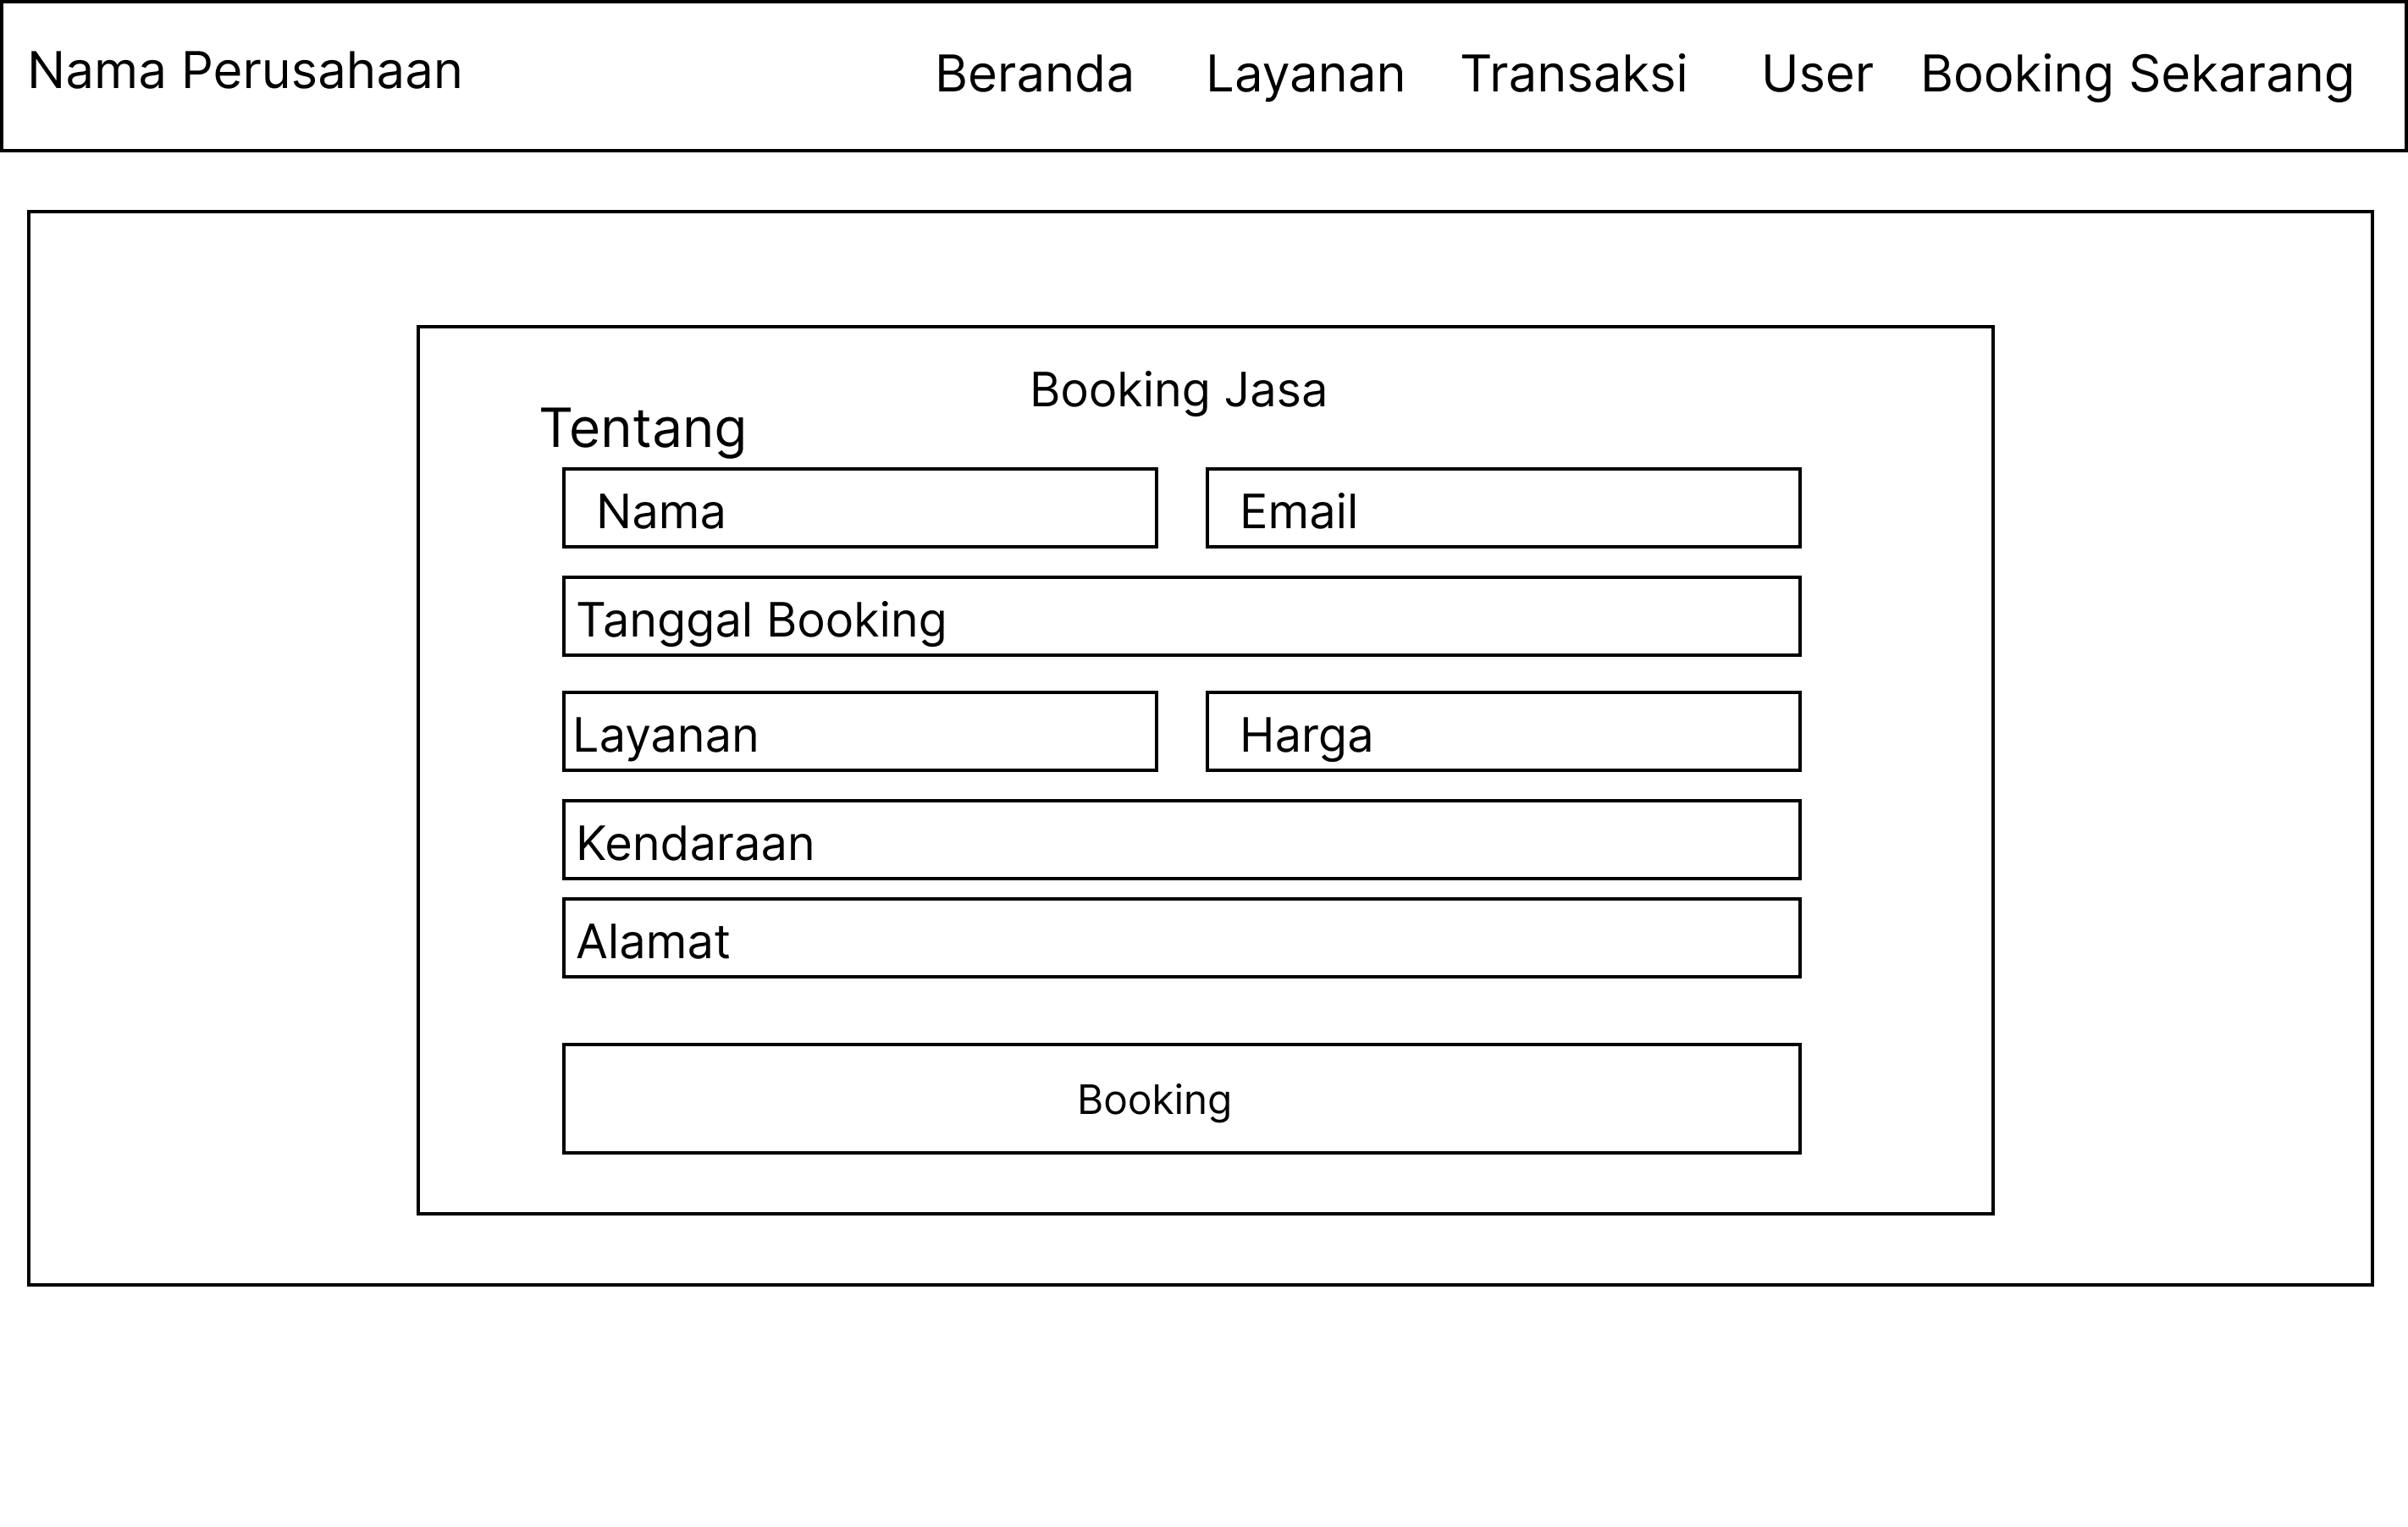 Nama Perusahaan
Beranda
Layanan
Transaksi
User
Booking Sekarang
Booking Jasa
Tentang
Nama
Email
Tanggal Booking
Layanan
Harga
Kendaraan
Alamat
Booking